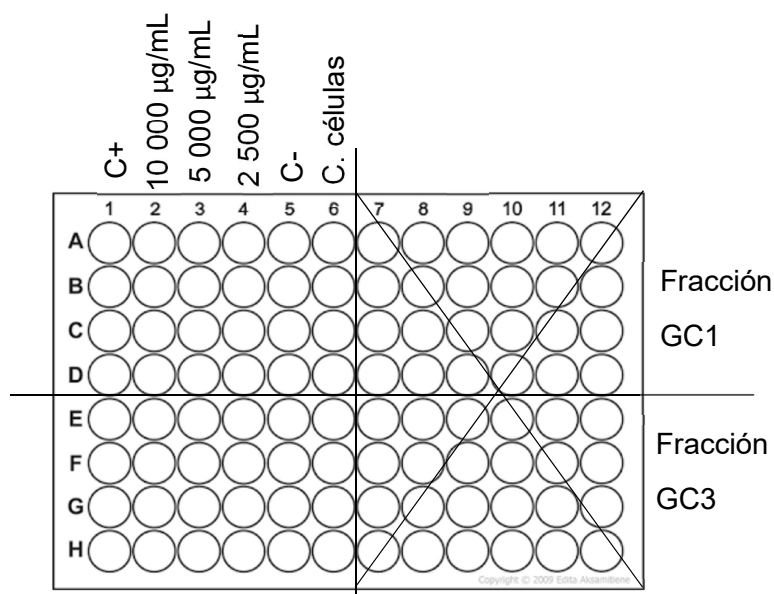 C+
10 000 µg/mL
5 000 µg/mL
2 500 µg/mL
C-
C. células
1 2 3 4 5 6 7 8 9 10 11 12
A
B
C
D
E
F
G
H
Fracción
GC1
Fracción
GC3
Copyright © 2009 Edita Aksamitiene